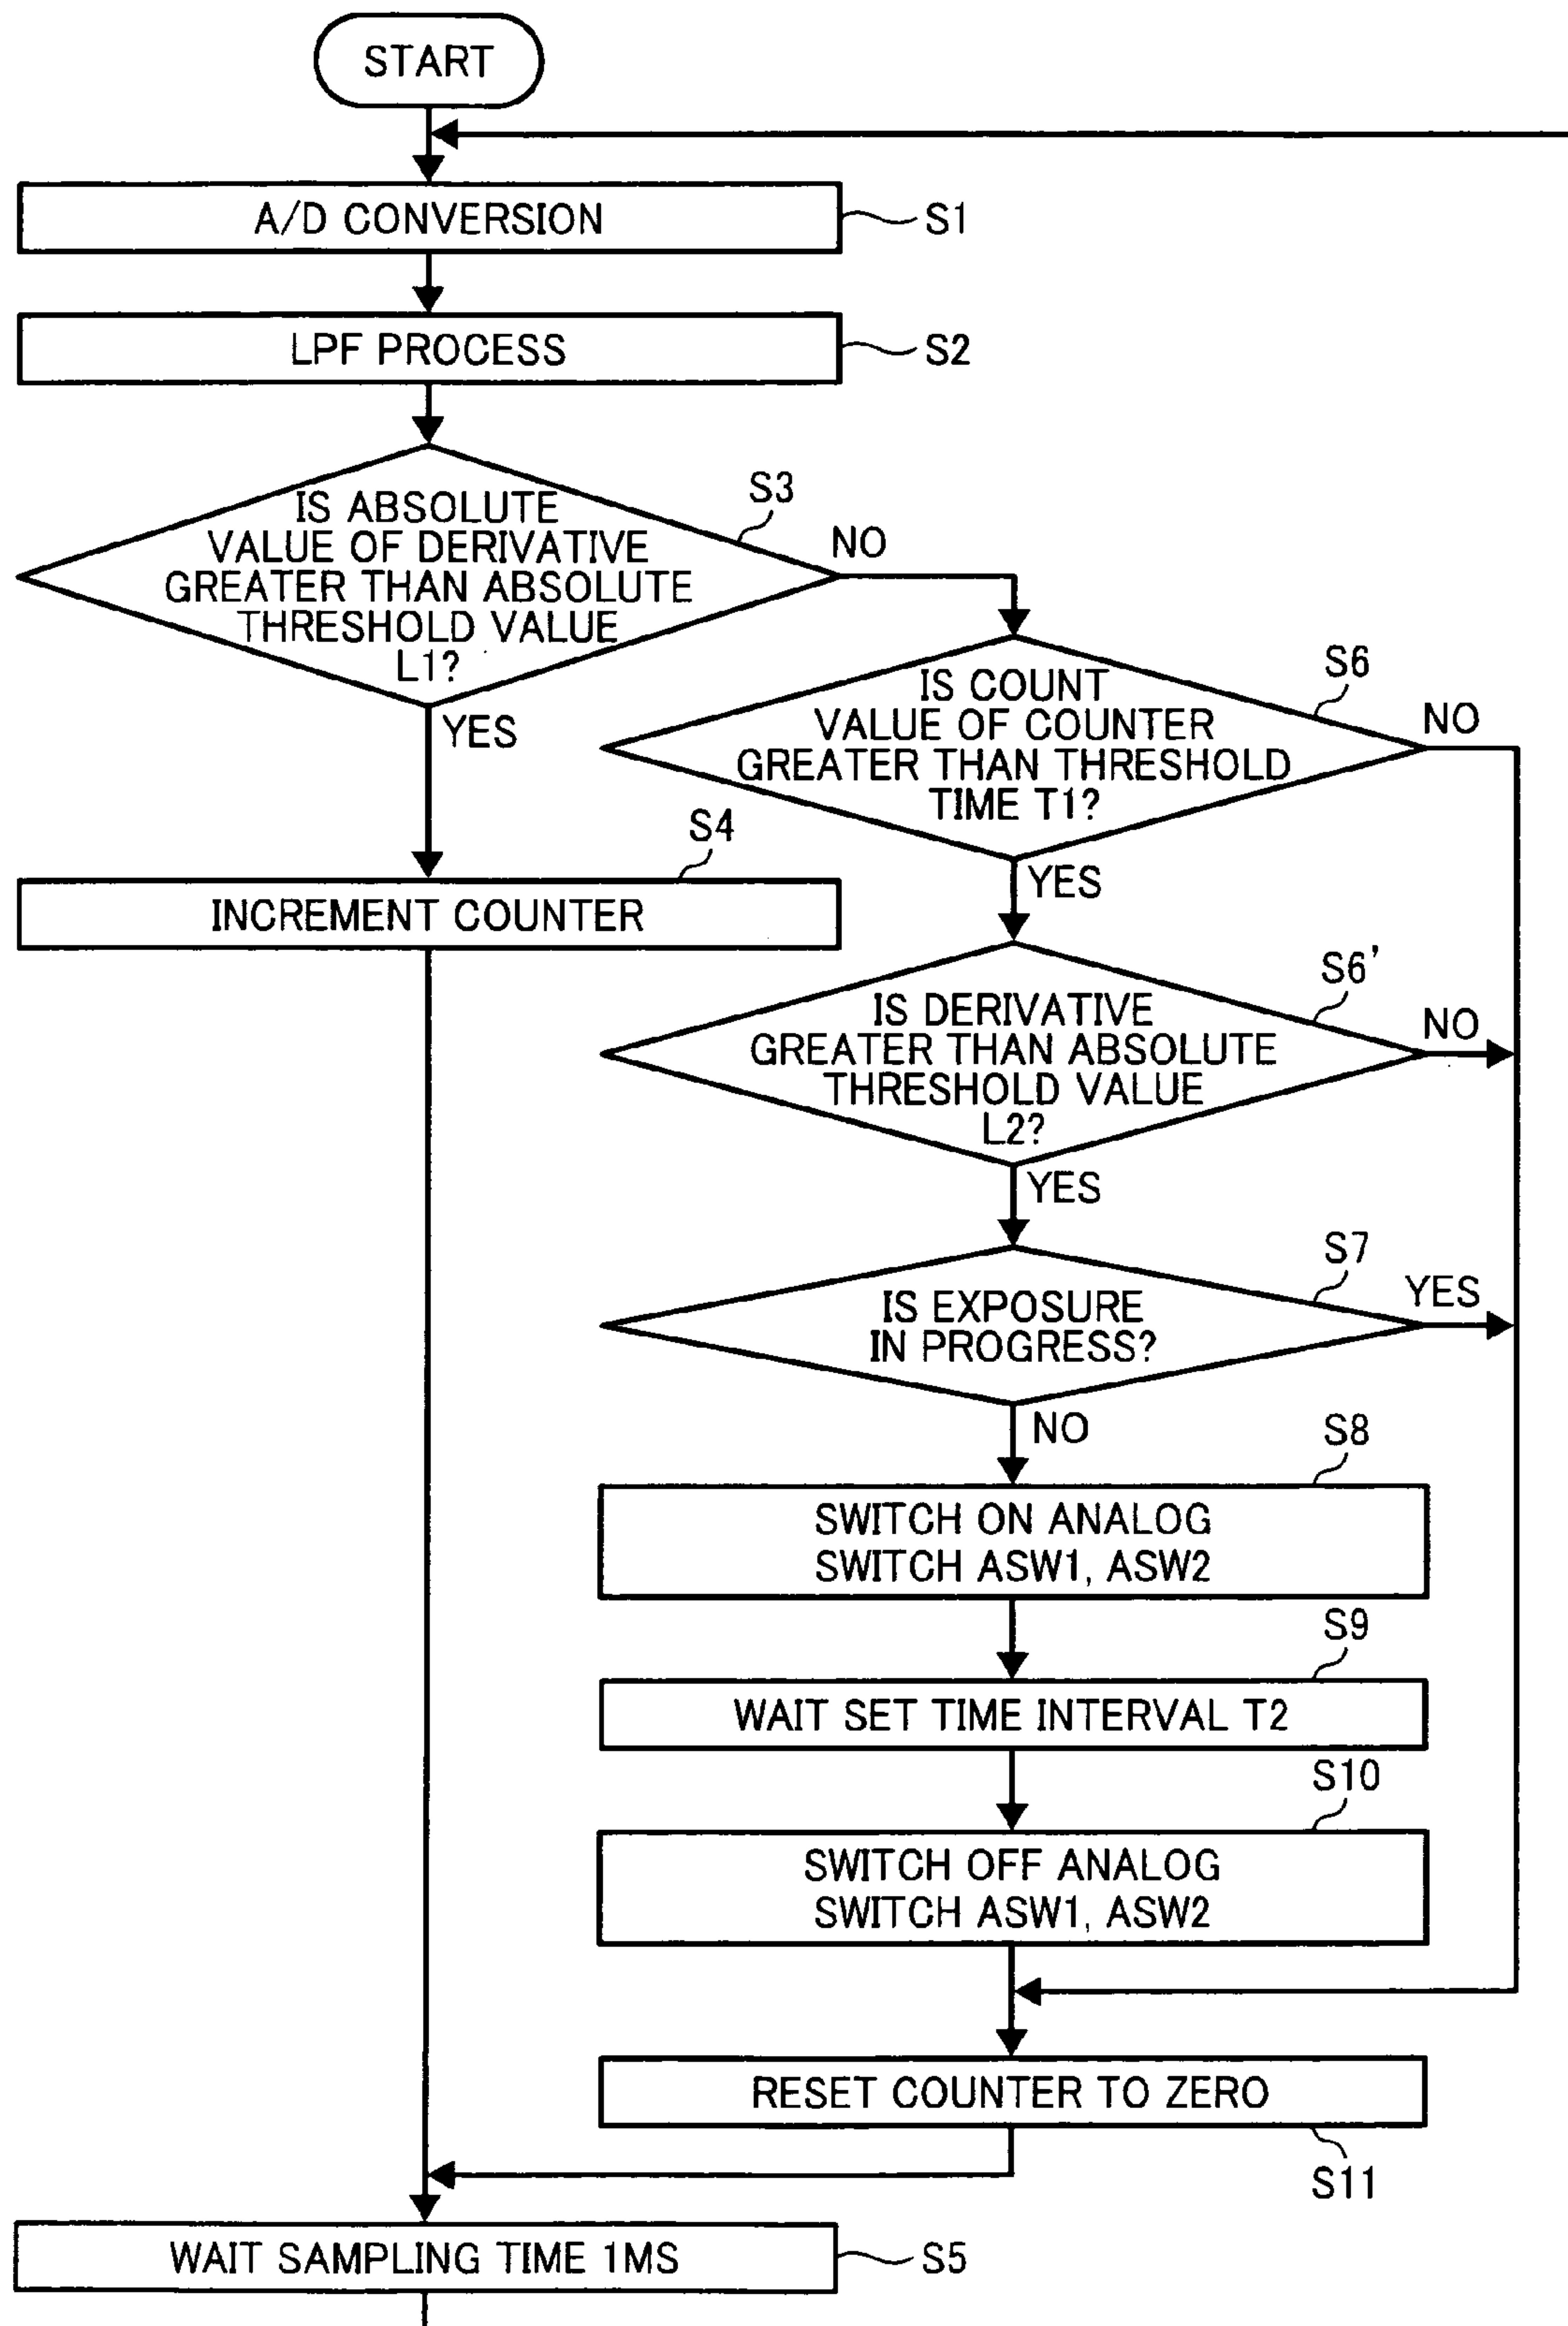 START
A/D CONVERSION
S1
LPF PROCESS
S2
IS ABSOLUTE
VALUE OF DERIVATIVE
GREATER THAN ABSOLUTE
THRESHOLD VALUE
L1?
S3
NO
YES
S4
INCREMENT COUNTER
IS COUNT
VALUE OF COUNTER
GREATER THAN THRESHOLD
TIME T1?
S6
NO
YES
IS DERIVATIVE
GREATER THAN ABSOLUTE
THRESHOLD VALUE
L2?
S6'
NO
YES
IS EXPOSURE
IN PROGRESS?
S7
YES
NO
S8
SWITCH ON ANALOG
SWITCH ASW1, ASW2
S9
WAIT SET TIME INTERVAL T2
S10
SWITCH OFF ANALOG
SWITCH ASW1, ASW2
RESET COUNTER TO ZERO
S11
WAIT SAMPLING TIME 1MS
S5